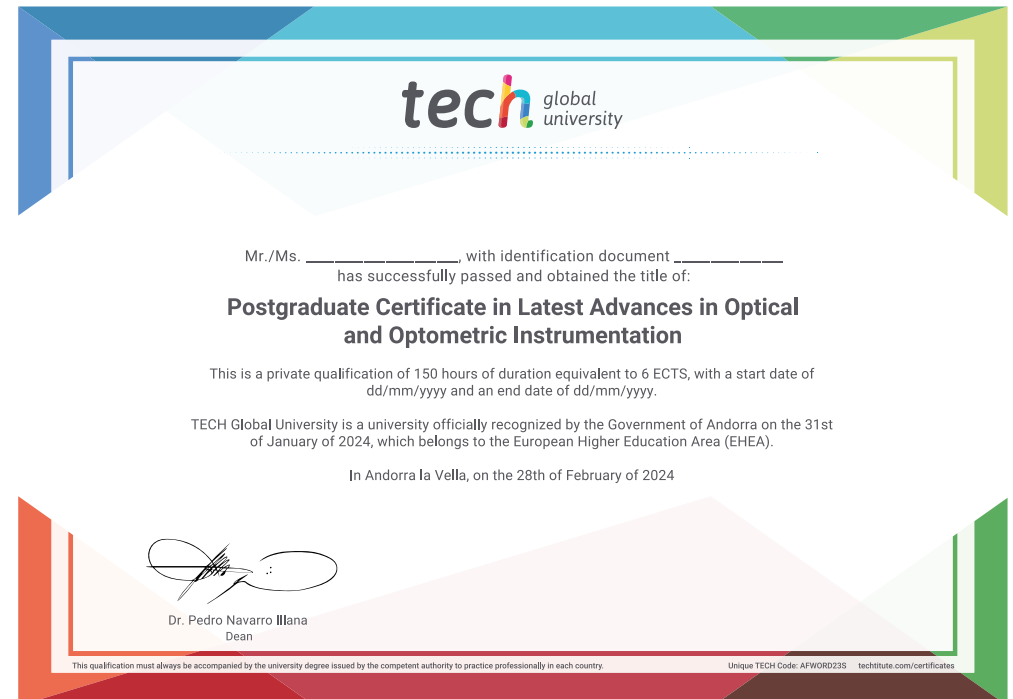 tech global
university
Mr./Ms. ___________________, with identification document ______________
has successfully passed and obtained the title of:
Postgraduate Certificate in Latest Advances in Optical
and Optometric Instrumentation
This is a private qualification of 150 hours of duration equivalent to 6 ECTS, with a start date of
dd/mm/yyyy and an end date of dd/mm/yyyy.
TECH Global University is a university officially recognized by the Government of Andorra on the 31st
of January of 2024, which belongs to the European Higher Education Area (EHEA).
In Andorra la Vella, on the 28th of February of 2024
Dr. Pedro Navarro Illana
Dean
This qualification must always be accompanied by the university degree issued by the competent authority to practice professionally in each country.
Unique TECH Code: AFWORD23S techtitute.com/certificates